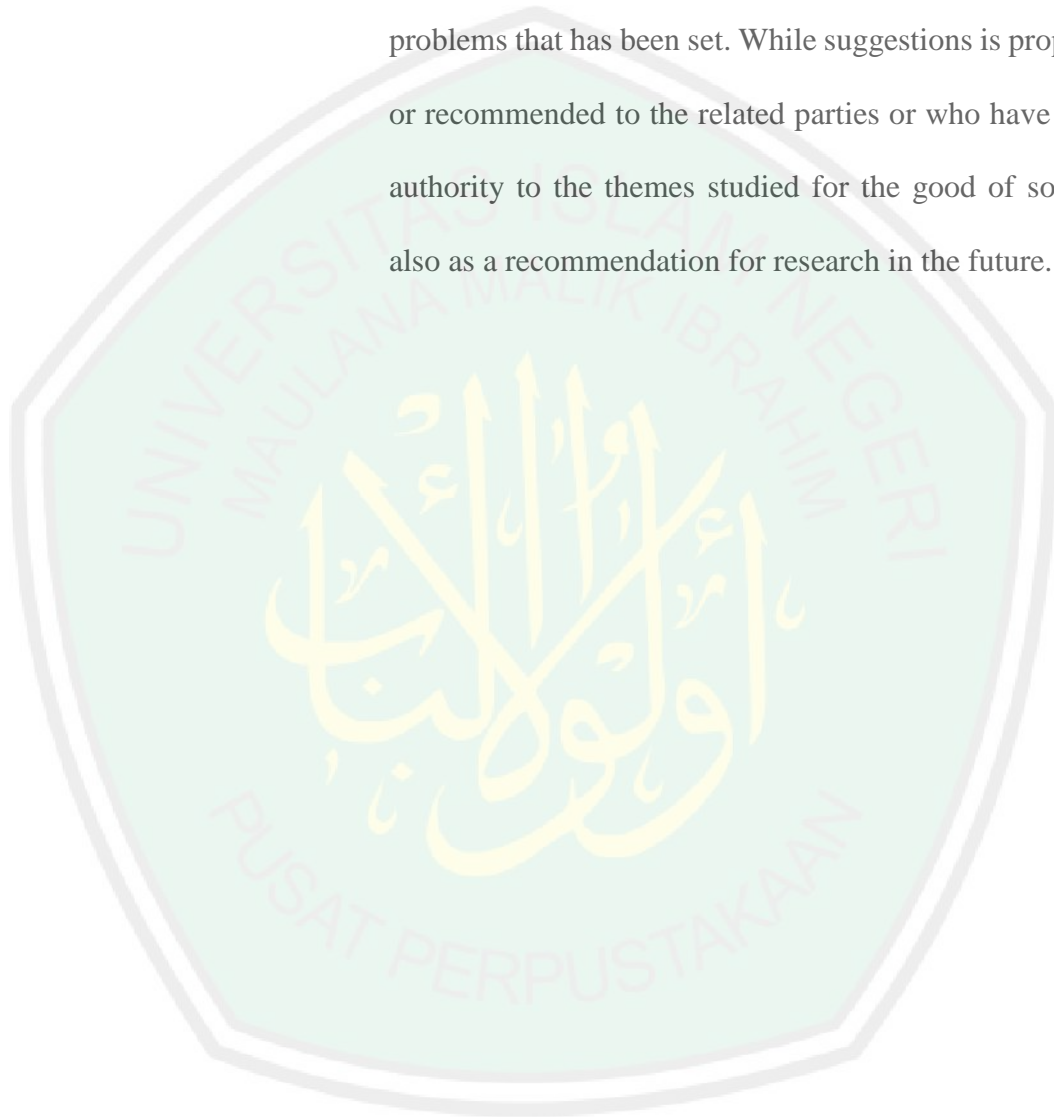 problems that has been set. While suggestions is prop
or recommended to the related parties or who have
authority to the themes studied for the good of so
also as a recommendation for research in the future.
UNIVERSITAS ISLAM NEGERI
MAULANA MALIK IBRAHIM
أولوا الألباب
PUSAT PERPUSTAKAAN